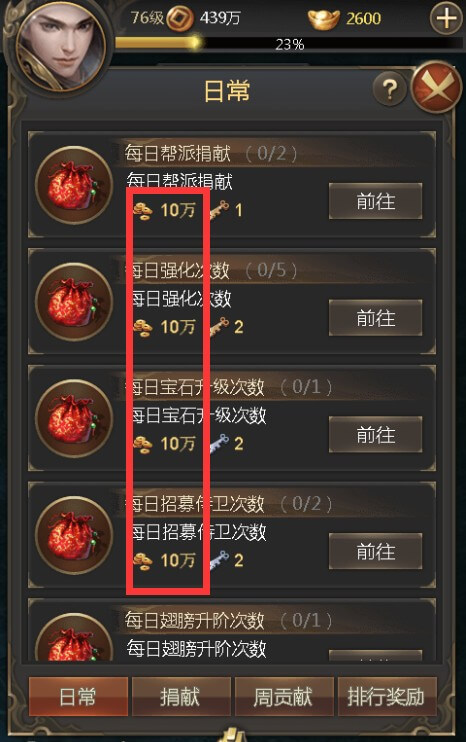 76级 439万 2600 +
23%
日常 ?
每日帮派捐献 (0/2)
每日帮派捐献
10万 1
前往
每日强化次数 (0/5)
每日强化次数
10万 2
前往
每日宝石升级次数 (0/1)
每日宝石升级次数
10万 2
前往
每日招募侍卫次数 (0/2)
每日招募侍卫次数
10万 2
前往
每日翅膀升阶次数 (0/1)
每日翅膀升阶次数
日常 捐献 周贡献 排行奖励